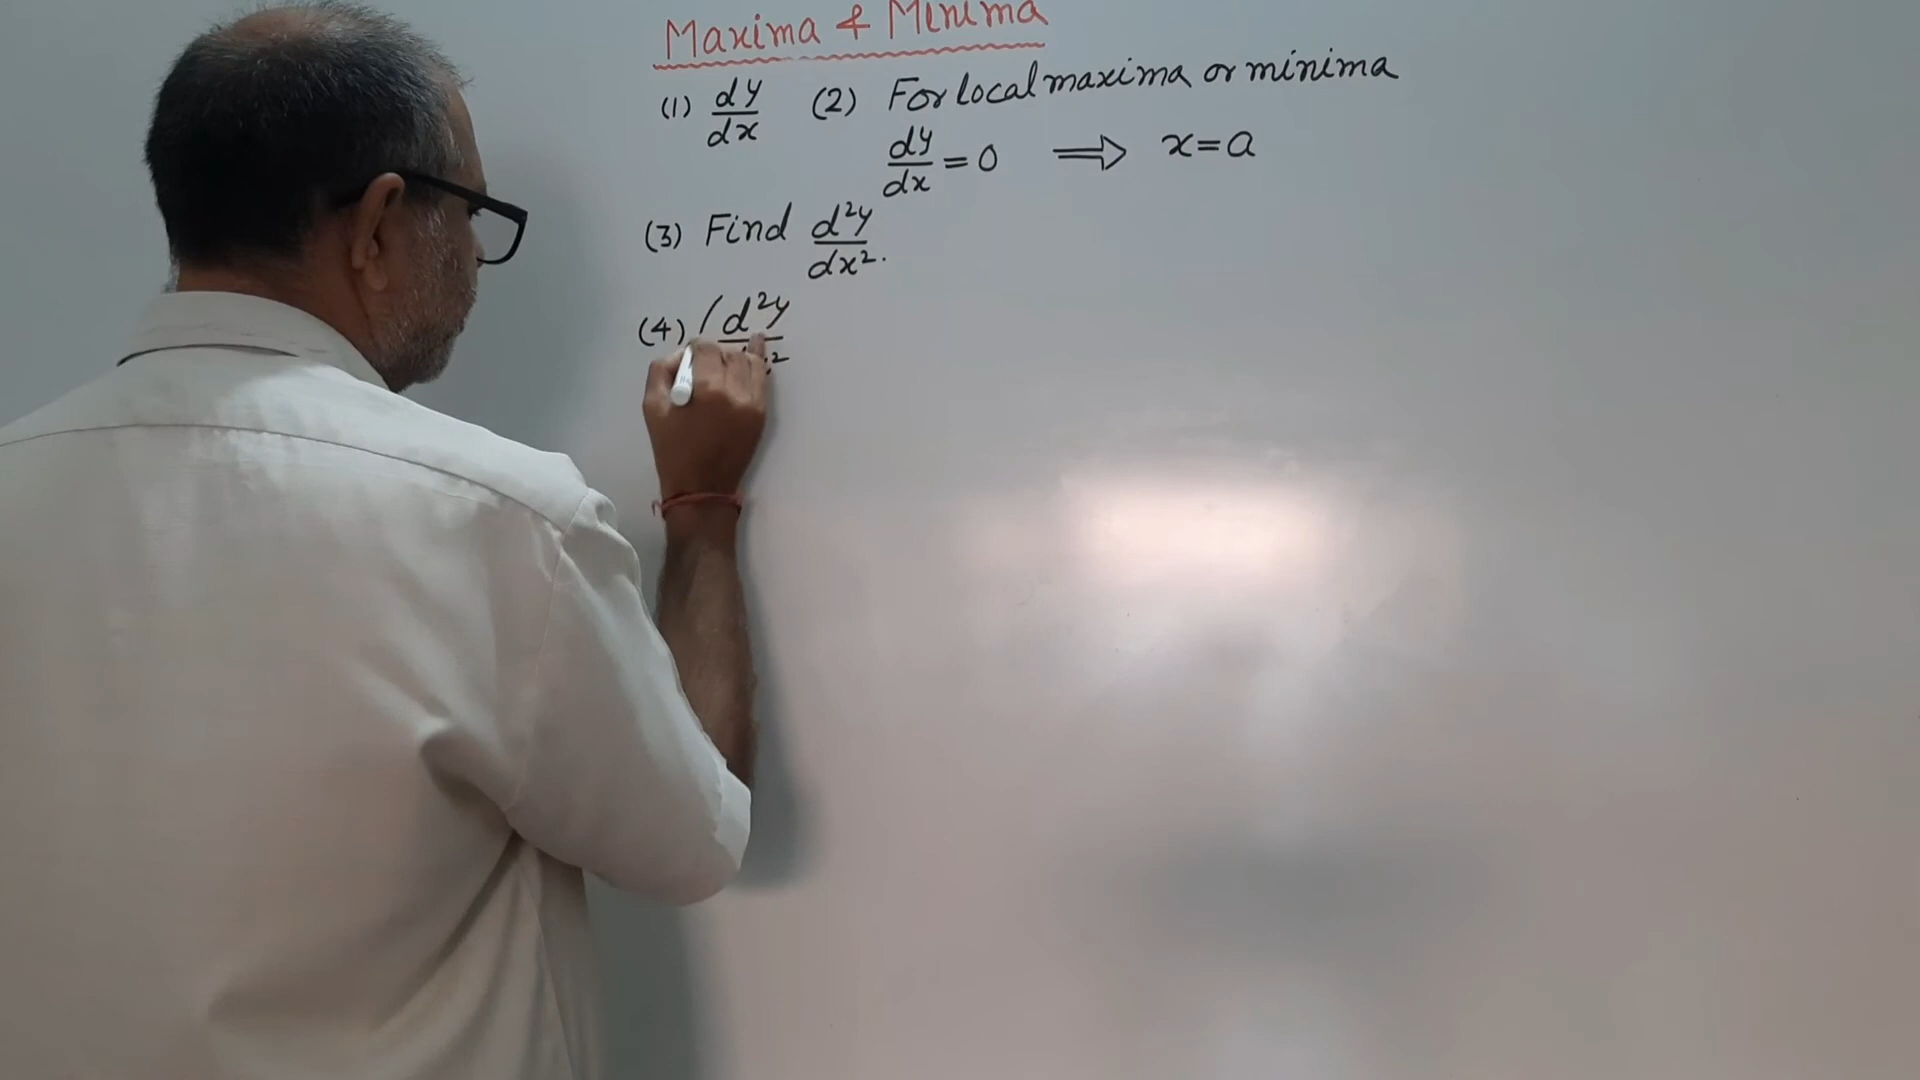 Maxima & Minima
(1) dy/dx (2) For local maxima or minima
dy/dx = 0 ⟹ x = a
(3) Find d²y/dx².
(4) (d²y